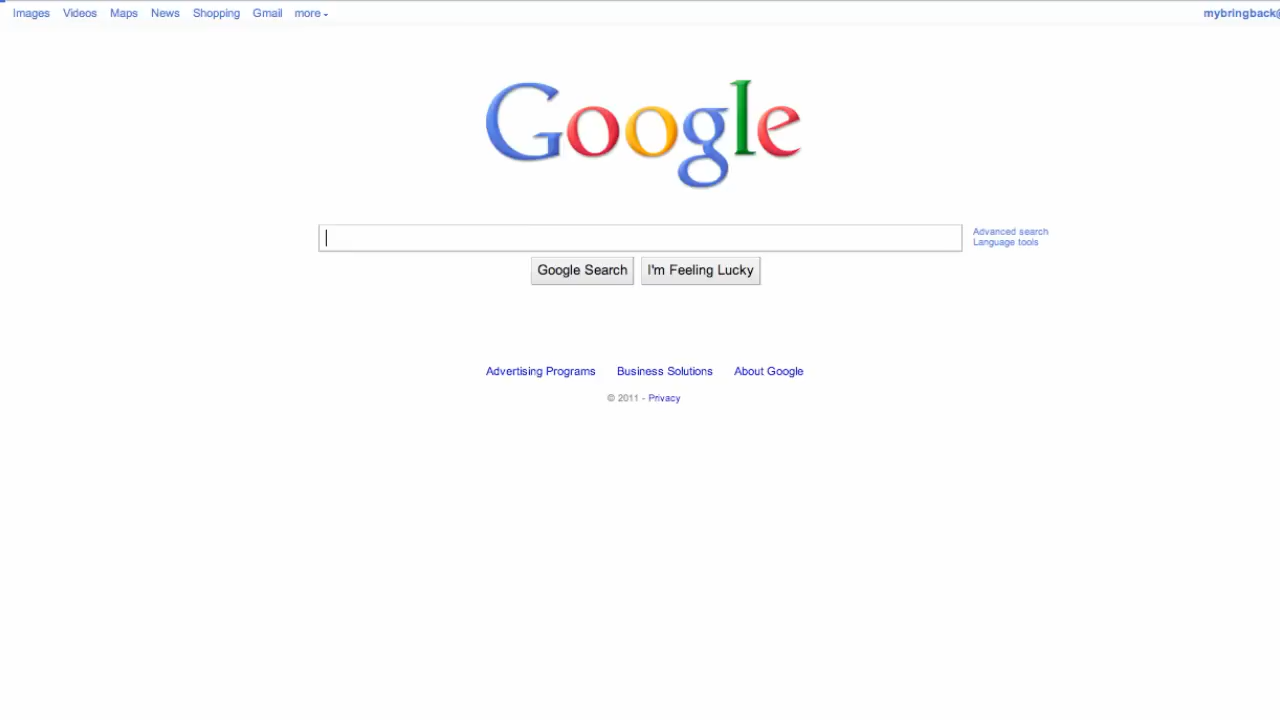 Images Videos Maps News Shopping Gmail more
mybringback@
Google
Advanced search
Language tools
Google Search I'm Feeling Lucky
Advertising Programs Business Solutions About Google
© 2011 - Privacy